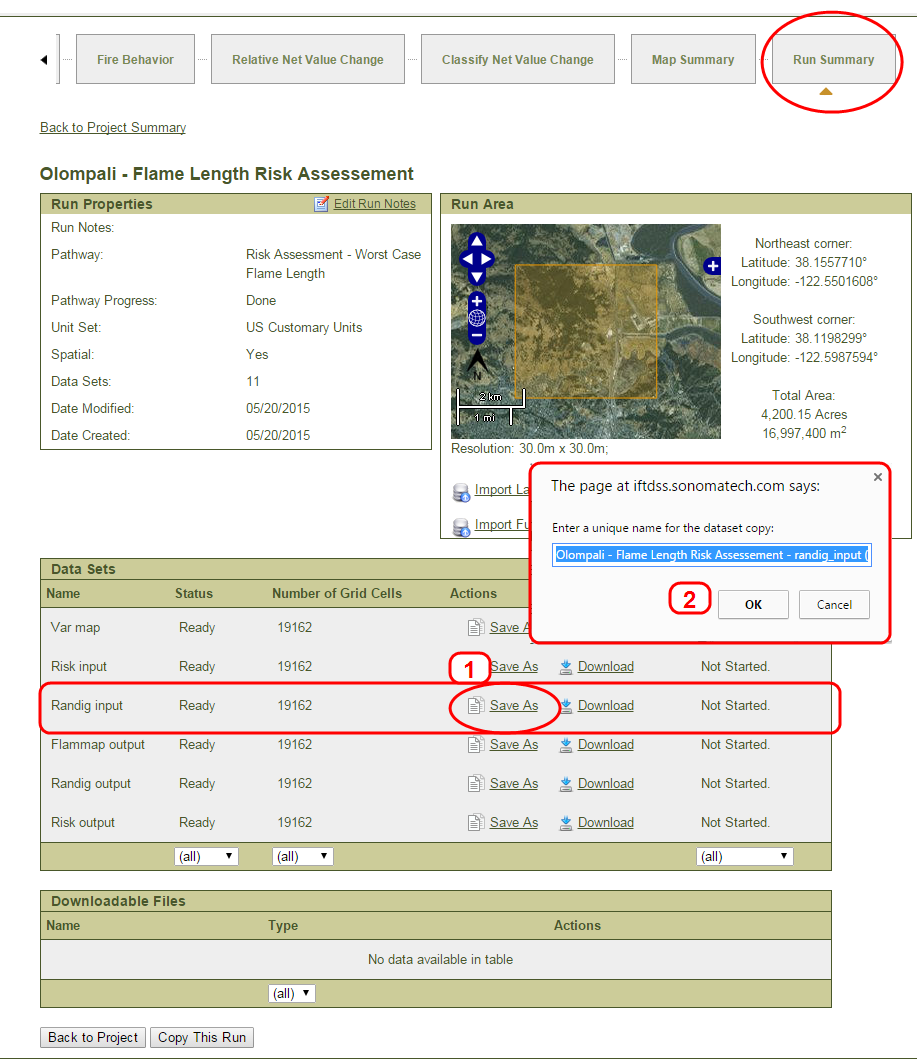 Fire Behavior
Relative Net Value Change
Classify Net Value Change
Map Summary
Run Summary
Back to Project Summary
Olompali - Flame Length Risk Assessement
Run Properties
Edit Run Notes
Run Notes:
Pathway: Risk Assessment - Worst Case
Flame Length
Pathway Progress: Done
Unit Set: US Customary Units
Spatial: Yes
Data Sets: 11
Date Modified: 05/20/2015
Date Created: 05/20/2015
Run Area
N
2 km
1 mi
Northeast corner:
Latitude: 38.1557710°
Longitude: -122.5501608°
Southwest corner:
Latitude: 38.1198299°
Longitude: -122.5987594°
Total Area:
4,200.15 Acres
16,997,400 m²
Resolution: 30.0m x 30.0m;
Import La
Import Fu
The page at iftdss.sonomatech.com says:
×
Enter a unique name for the dataset copy:
Olompali - Flame Length Risk Assessement - randig_input (
2
OK
Cancel
Data Sets
Name Status Number of Grid Cells Actions
Var map Ready 19162 Save A
1
Risk input Ready 19162 Save As Download Not Started.
Randig input Ready 19162 Save As Download Not Started.
Flammap output Ready 19162 Save As Download Not Started.
Randig output Ready 19162 Save As Download Not Started.
Risk output Ready 19162 Save As Download Not Started.
(all) (all) (all)
Downloadable Files
Name Type Actions
No data available in table
(all)
Back to Project
Copy This Run